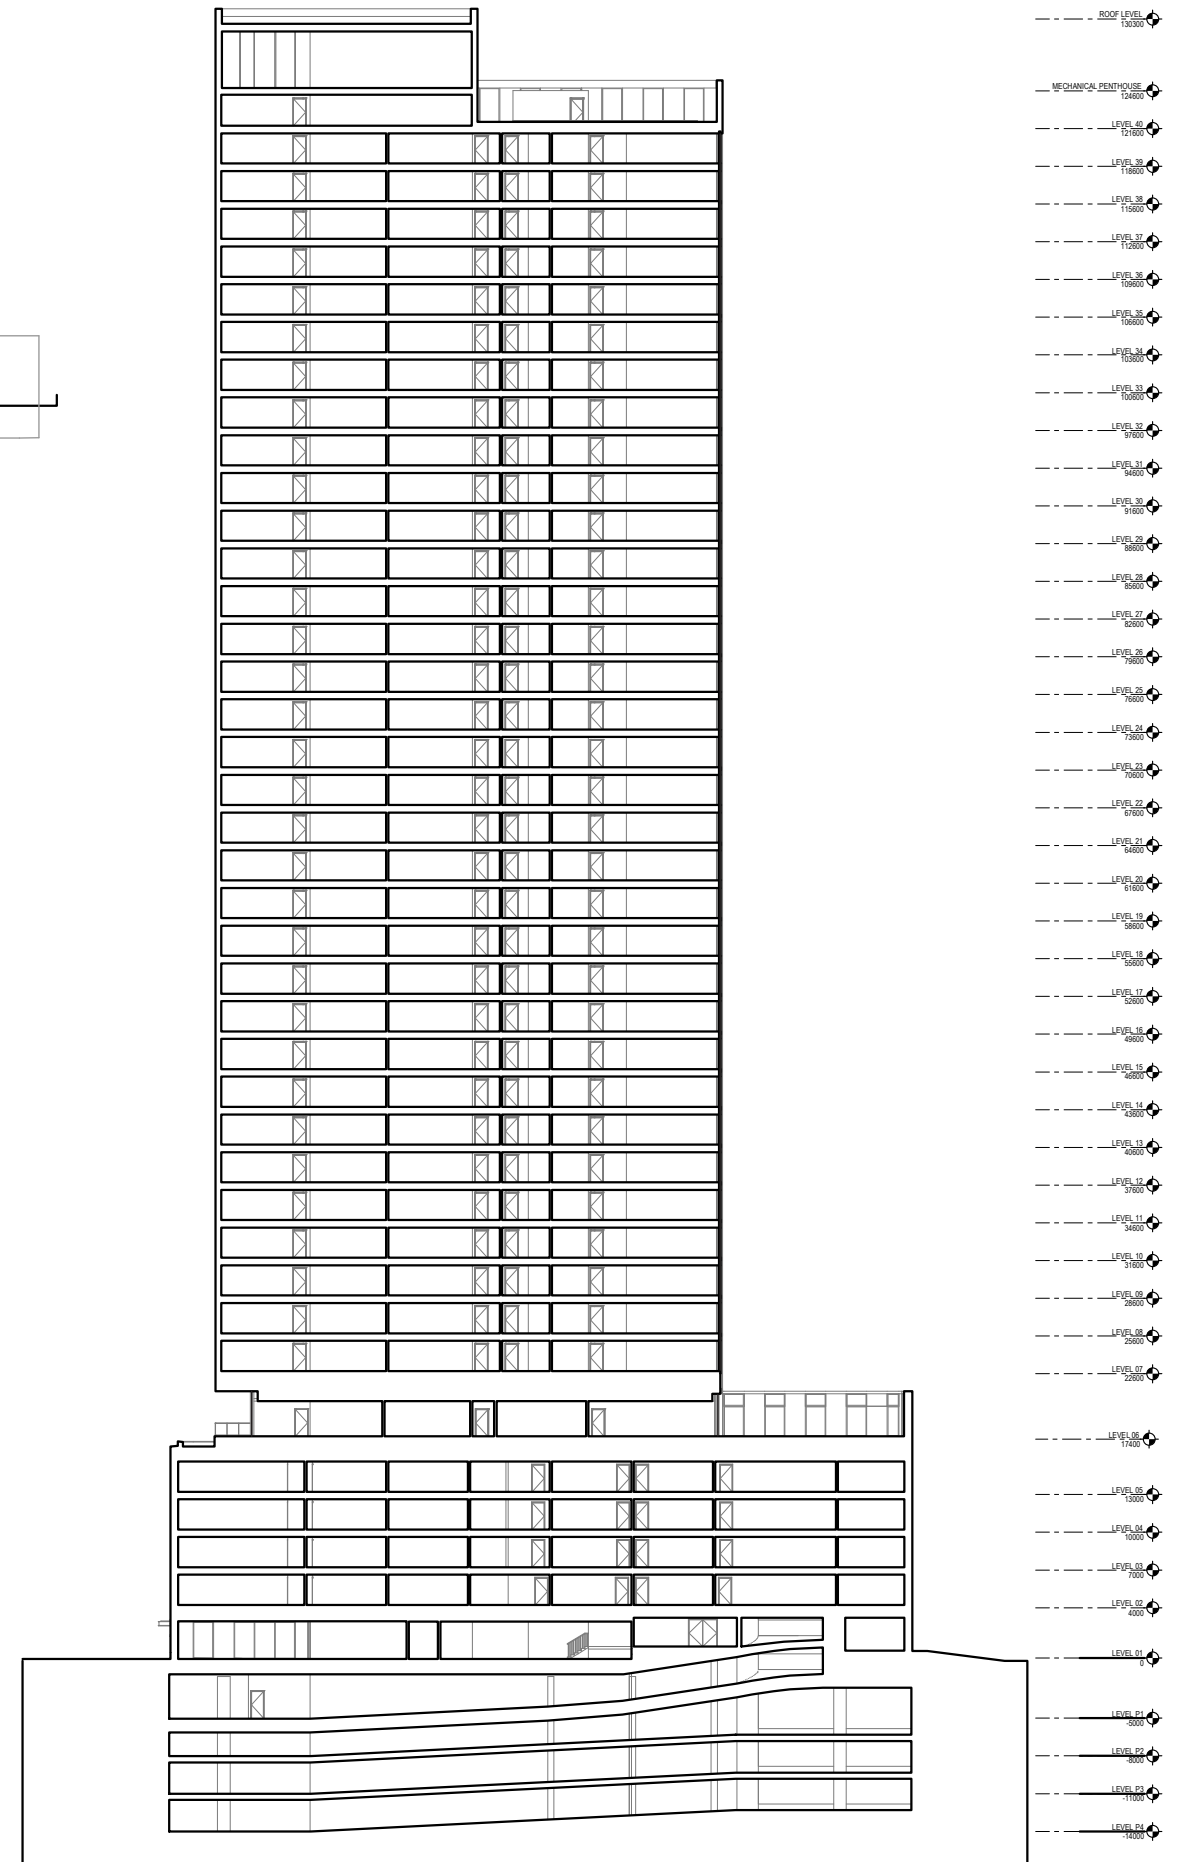 ROOF LEVEL
130300
MECHANICAL PENTHOUSE
124600
LEVEL 40
121600
LEVEL 39
118600
LEVEL 38
115600
LEVEL 37
112600
LEVEL 36
109600
LEVEL 35
106600
LEVEL 34
103600
LEVEL 33
100600
LEVEL 32
97600
LEVEL 31
94600
LEVEL 30
91600
LEVEL 29
88600
LEVEL 28
85600
LEVEL 27
82600
LEVEL 26
79600
LEVEL 25
76600
LEVEL 24
73600
LEVEL 23
70600
LEVEL 22
67600
LEVEL 21
64600
LEVEL 20
61600
LEVEL 19
58600
LEVEL 18
55600
LEVEL 17
52600
LEVEL 16
49600
LEVEL 15
46600
LEVEL 14
43600
LEVEL 13
40600
LEVEL 12
37600
LEVEL 11
34600
LEVEL 10
31600
LEVEL 09
28600
LEVEL 08
25600
LEVEL 07
22600
LEVEL 06
17400
LEVEL 05
13000
LEVEL 04
10000
LEVEL 03
7000
LEVEL 02
4000
LEVEL 01
0
LEVEL P1
-5000
LEVEL P2
-8000
LEVEL P3
-11000
LEVEL P4
-14000